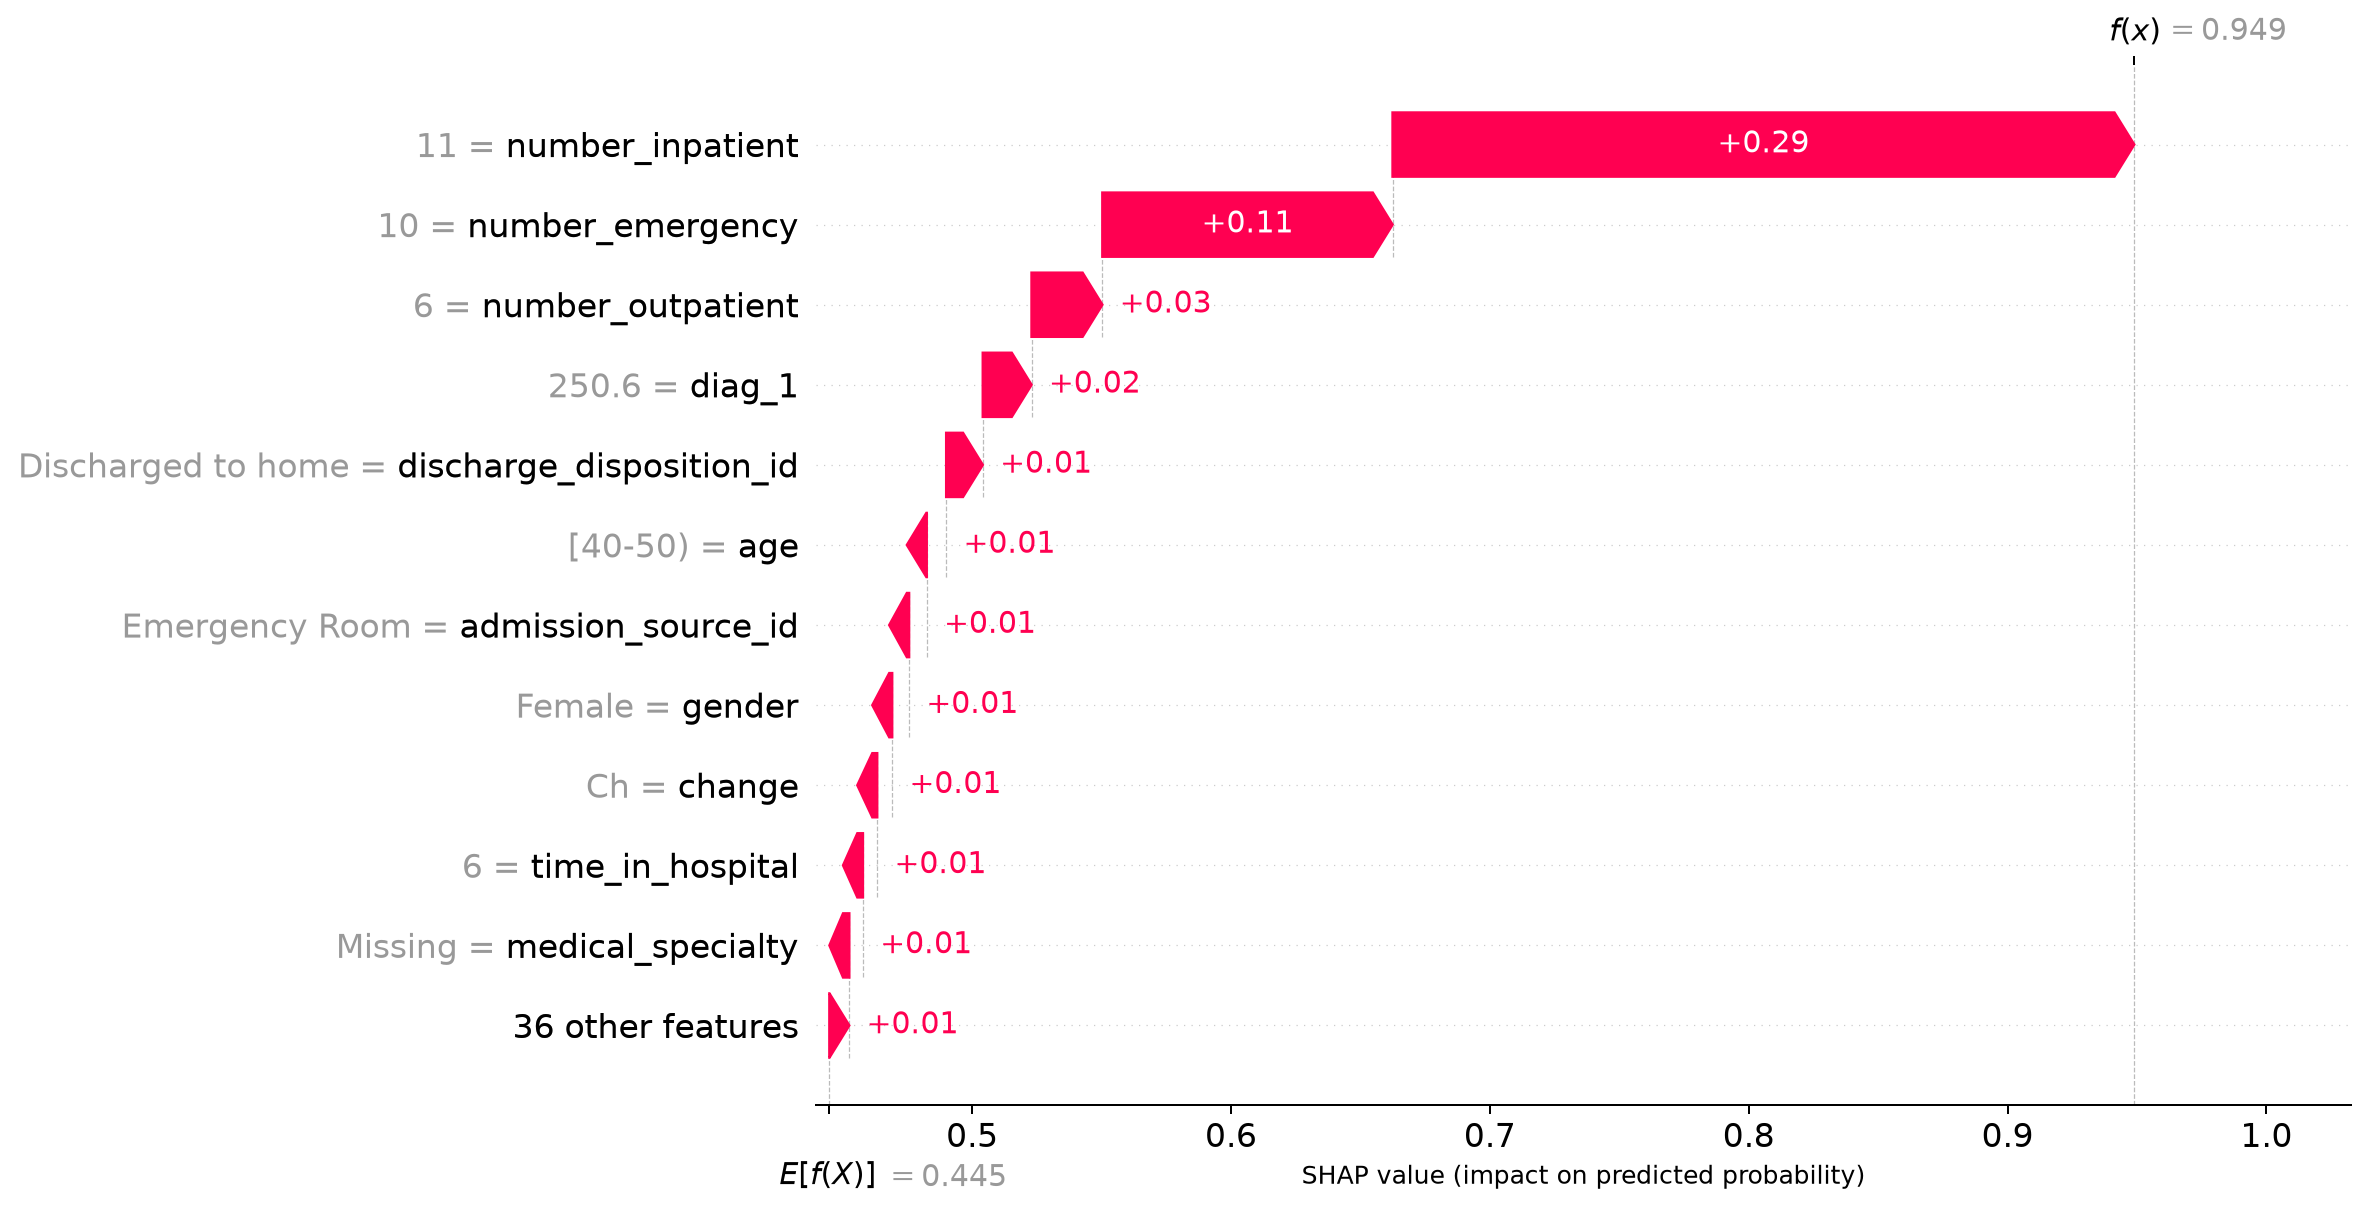 f(x) = 0.949
11 = number_inpatient
+0.29
10 = number_emergency
+0.11
6 = number_outpatient
+0.03
250.6 = diag_1
+0.02
Discharged to home = discharge_disposition_id
+0.01
[40-50) = age
+0.01
Emergency Room = admission_source_id
+0.01
Female = gender
+0.01
Ch = change
+0.01
6 = time_in_hospital
+0.01
Missing = medical_specialty
+0.01
36 other features
+0.01
0.5 0.6 0.7 0.8 0.9 1.0
E[f(X)] = 0.445
SHAP value (impact on predicted probability)